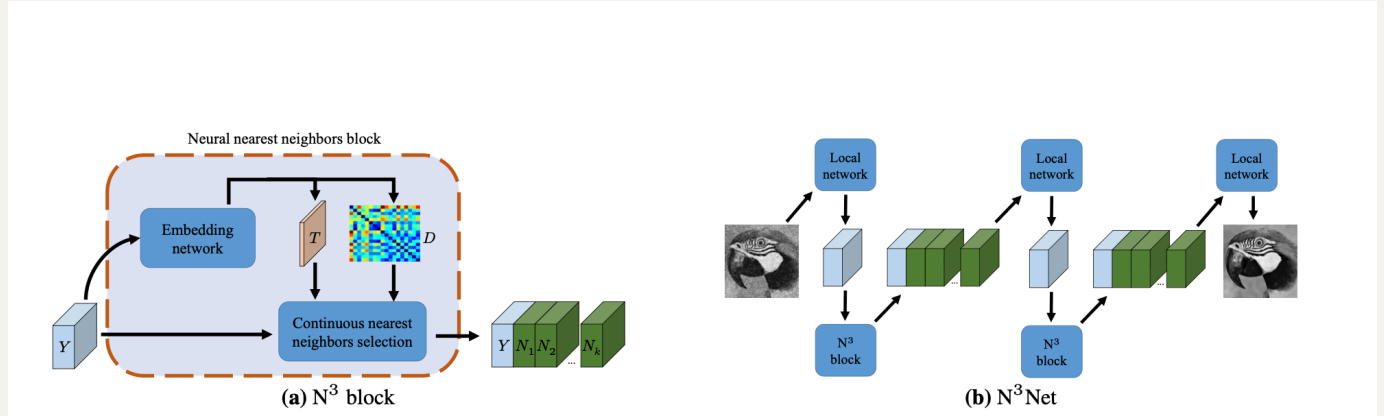 Neural nearest neighbors block
Embedding
network
T
D
Y
Continuous nearest
neighbors selection
Y N₁ N₂ ... Nₖ
(a) N³ block
Local
network
Local
network
Local
network
...
...
N³
block
N³
block
(b) N³Net